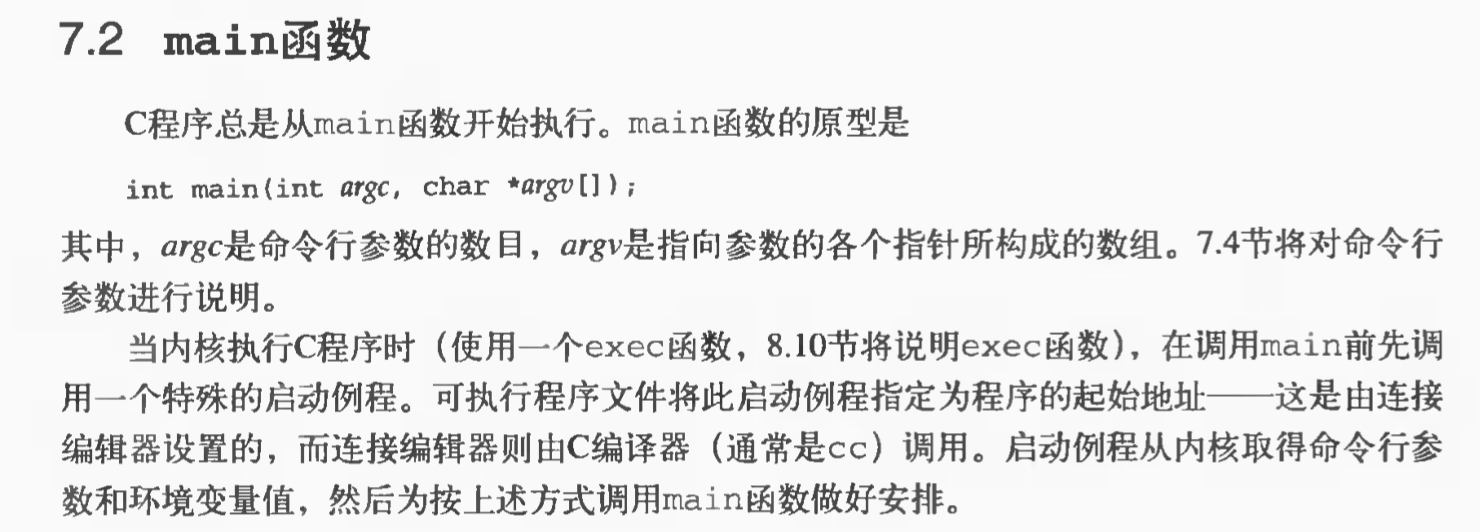 7.2 main函数
C程序总是从main函数开始执行。main函数的原型是
int main(int argc, char *argv[]);
其中，argc是命令行参数的数目，argv是指向参数的各个指针所构成的数组。7.4节将对命令行
参数进行说明。
当内核执行C程序时（使用一个exec函数，8.10节将说明exec函数），在调用main前先调
用一个特殊的启动例程。可执行程序文件将此启动例程指定为程序的起始地址——这是由连接
编辑器设置的，而连接编辑器则由C编译器（通常是cc）调用。启动例程从内核取得命令行参
数和环境变量值，然后为按上述方式调用main函数做好安排。